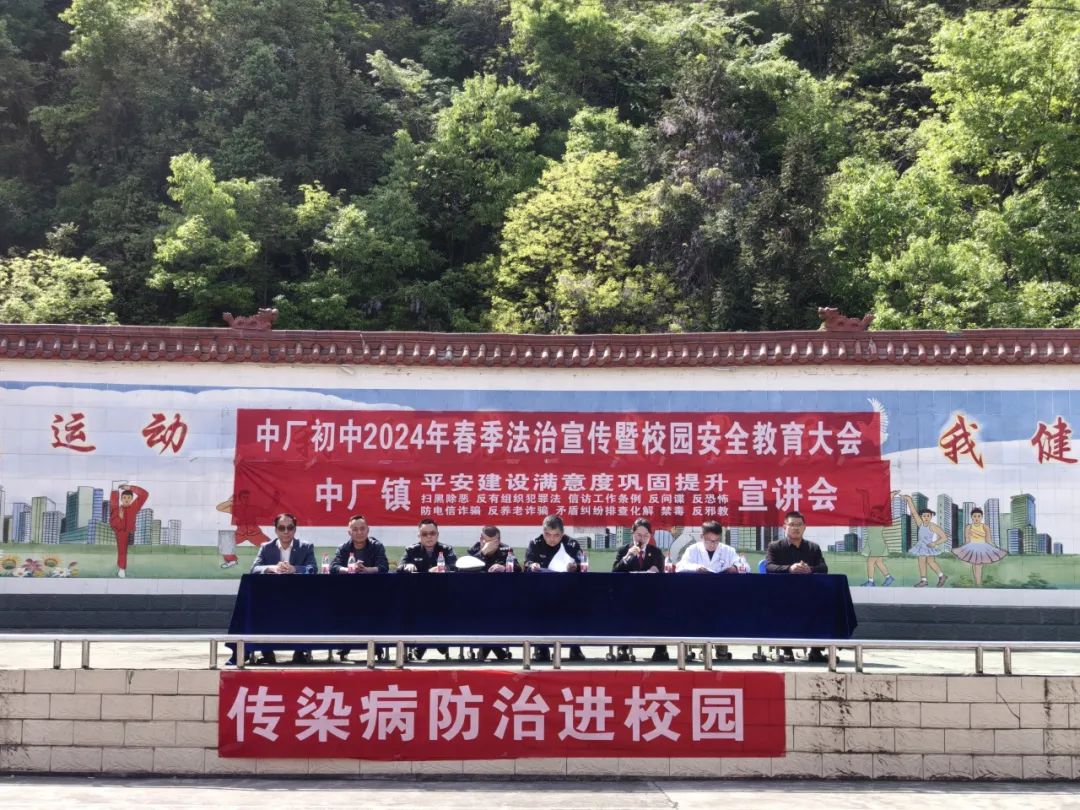 运动
我健
中厂初中2024年春季法治宣传暨校园安全教育大会
中厂镇 平安建设满意度巩固提升 宣讲会
扫黑除恶 反有组织犯罪法 信访工作条例 反间谍 反恐怖
防电信诈骗 反养老诈骗 矛盾纠纷排查化解 禁毒 反邪教
传染病防治进校园